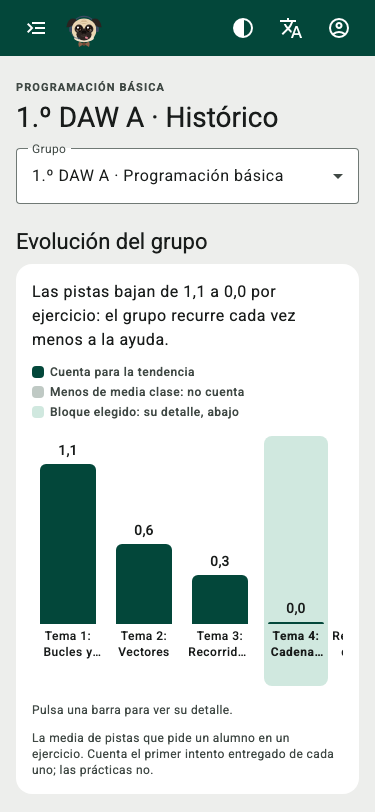 PROGRAMACIÓN BÁSICA
1.º DAW A · Histórico
Grupo
1.º DAW A · Programación básica
Evolución del grupo
Las pistas bajan de 1,1 a 0,0 por
ejercicio: el grupo recurre cada vez
menos a la ayuda.
Cuenta para la tendencia
Menos de media clase: no cuenta
Bloque elegido: su detalle, abajo
1,1
0,6
0,3
0,0
Tema 1:
Bucles y…
Tema 2:
Vectores
Tema 3:
Recorrid…
Tema 4:
Cadena…
Pulsa una barra para ver su detalle.
La media de pistas que pide un alumno en un
ejercicio. Cuenta el primer intento entregado de cada
uno; las prácticas no.